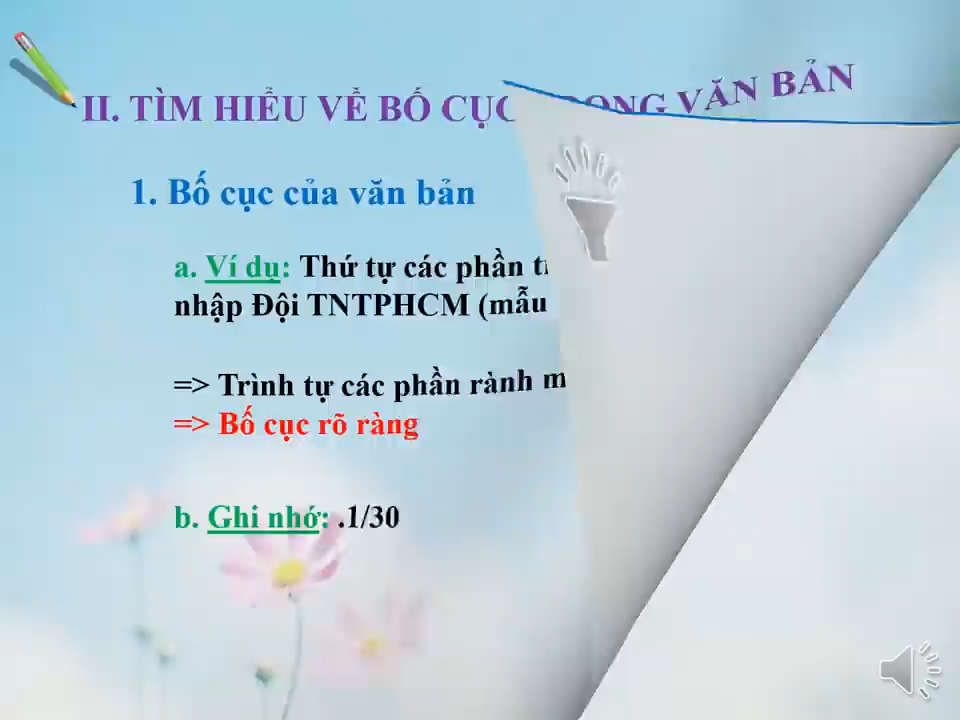 II. TÌM HIỂU VỀ BỐ CỤC VĂN BẢN
1. Bố cục của văn bản
a. Ví dụ: Thứ tự các phần
nhập Đội TNTPHCM (mẫu
=> Trình tự các phần rành
=> Bố cục rõ ràng
b. Ghi nhớ: .1/30